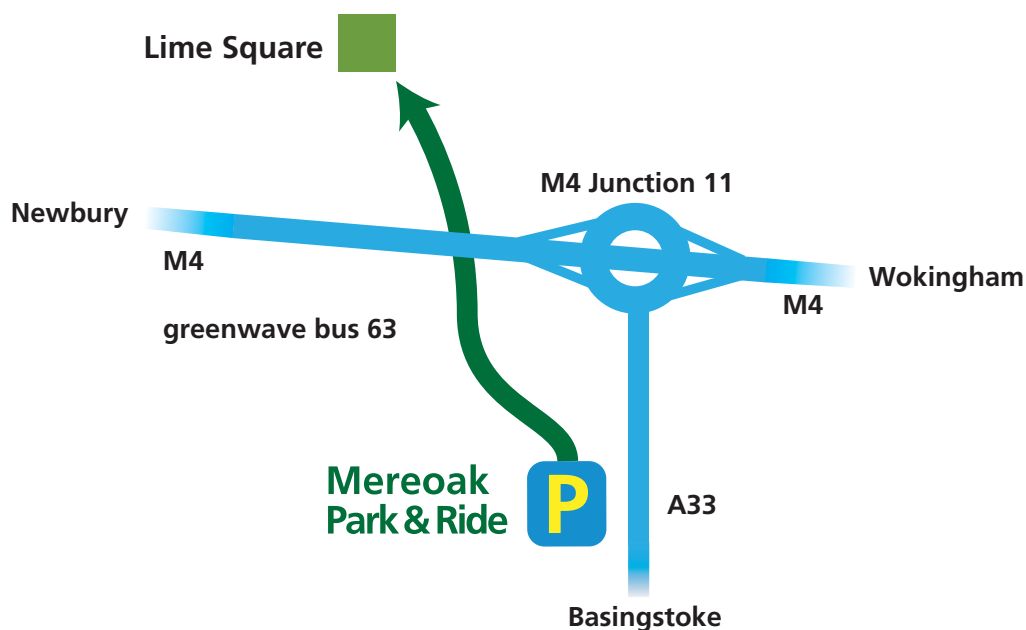 Lime Square
M4 Junction 11
Newbury
M4
Wokingham
M4
greenwave bus 63
Mereoak
Park & Ride
P
A33
Basingstoke